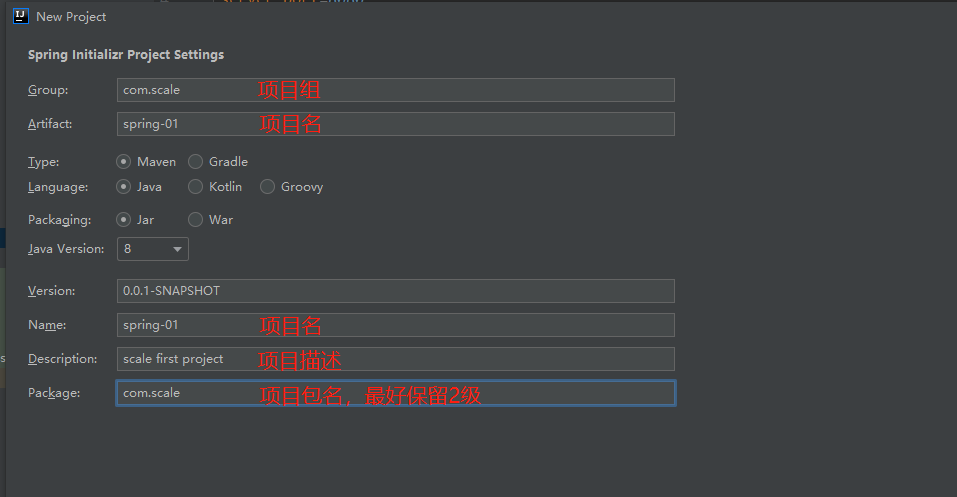 New Project
Spring Initializr Project Settings
Group: com.scale 项目组
Artifact: spring-01 项目名
Type: Maven Gradle
Language: Java Kotlin Groovy
Packaging: Jar War
Java Version: 8
Version: 0.0.1-SNAPSHOT
Name: spring-01 项目名
Description: scale first project 项目描述
Package: com.scale 项目包名，最好保留2级